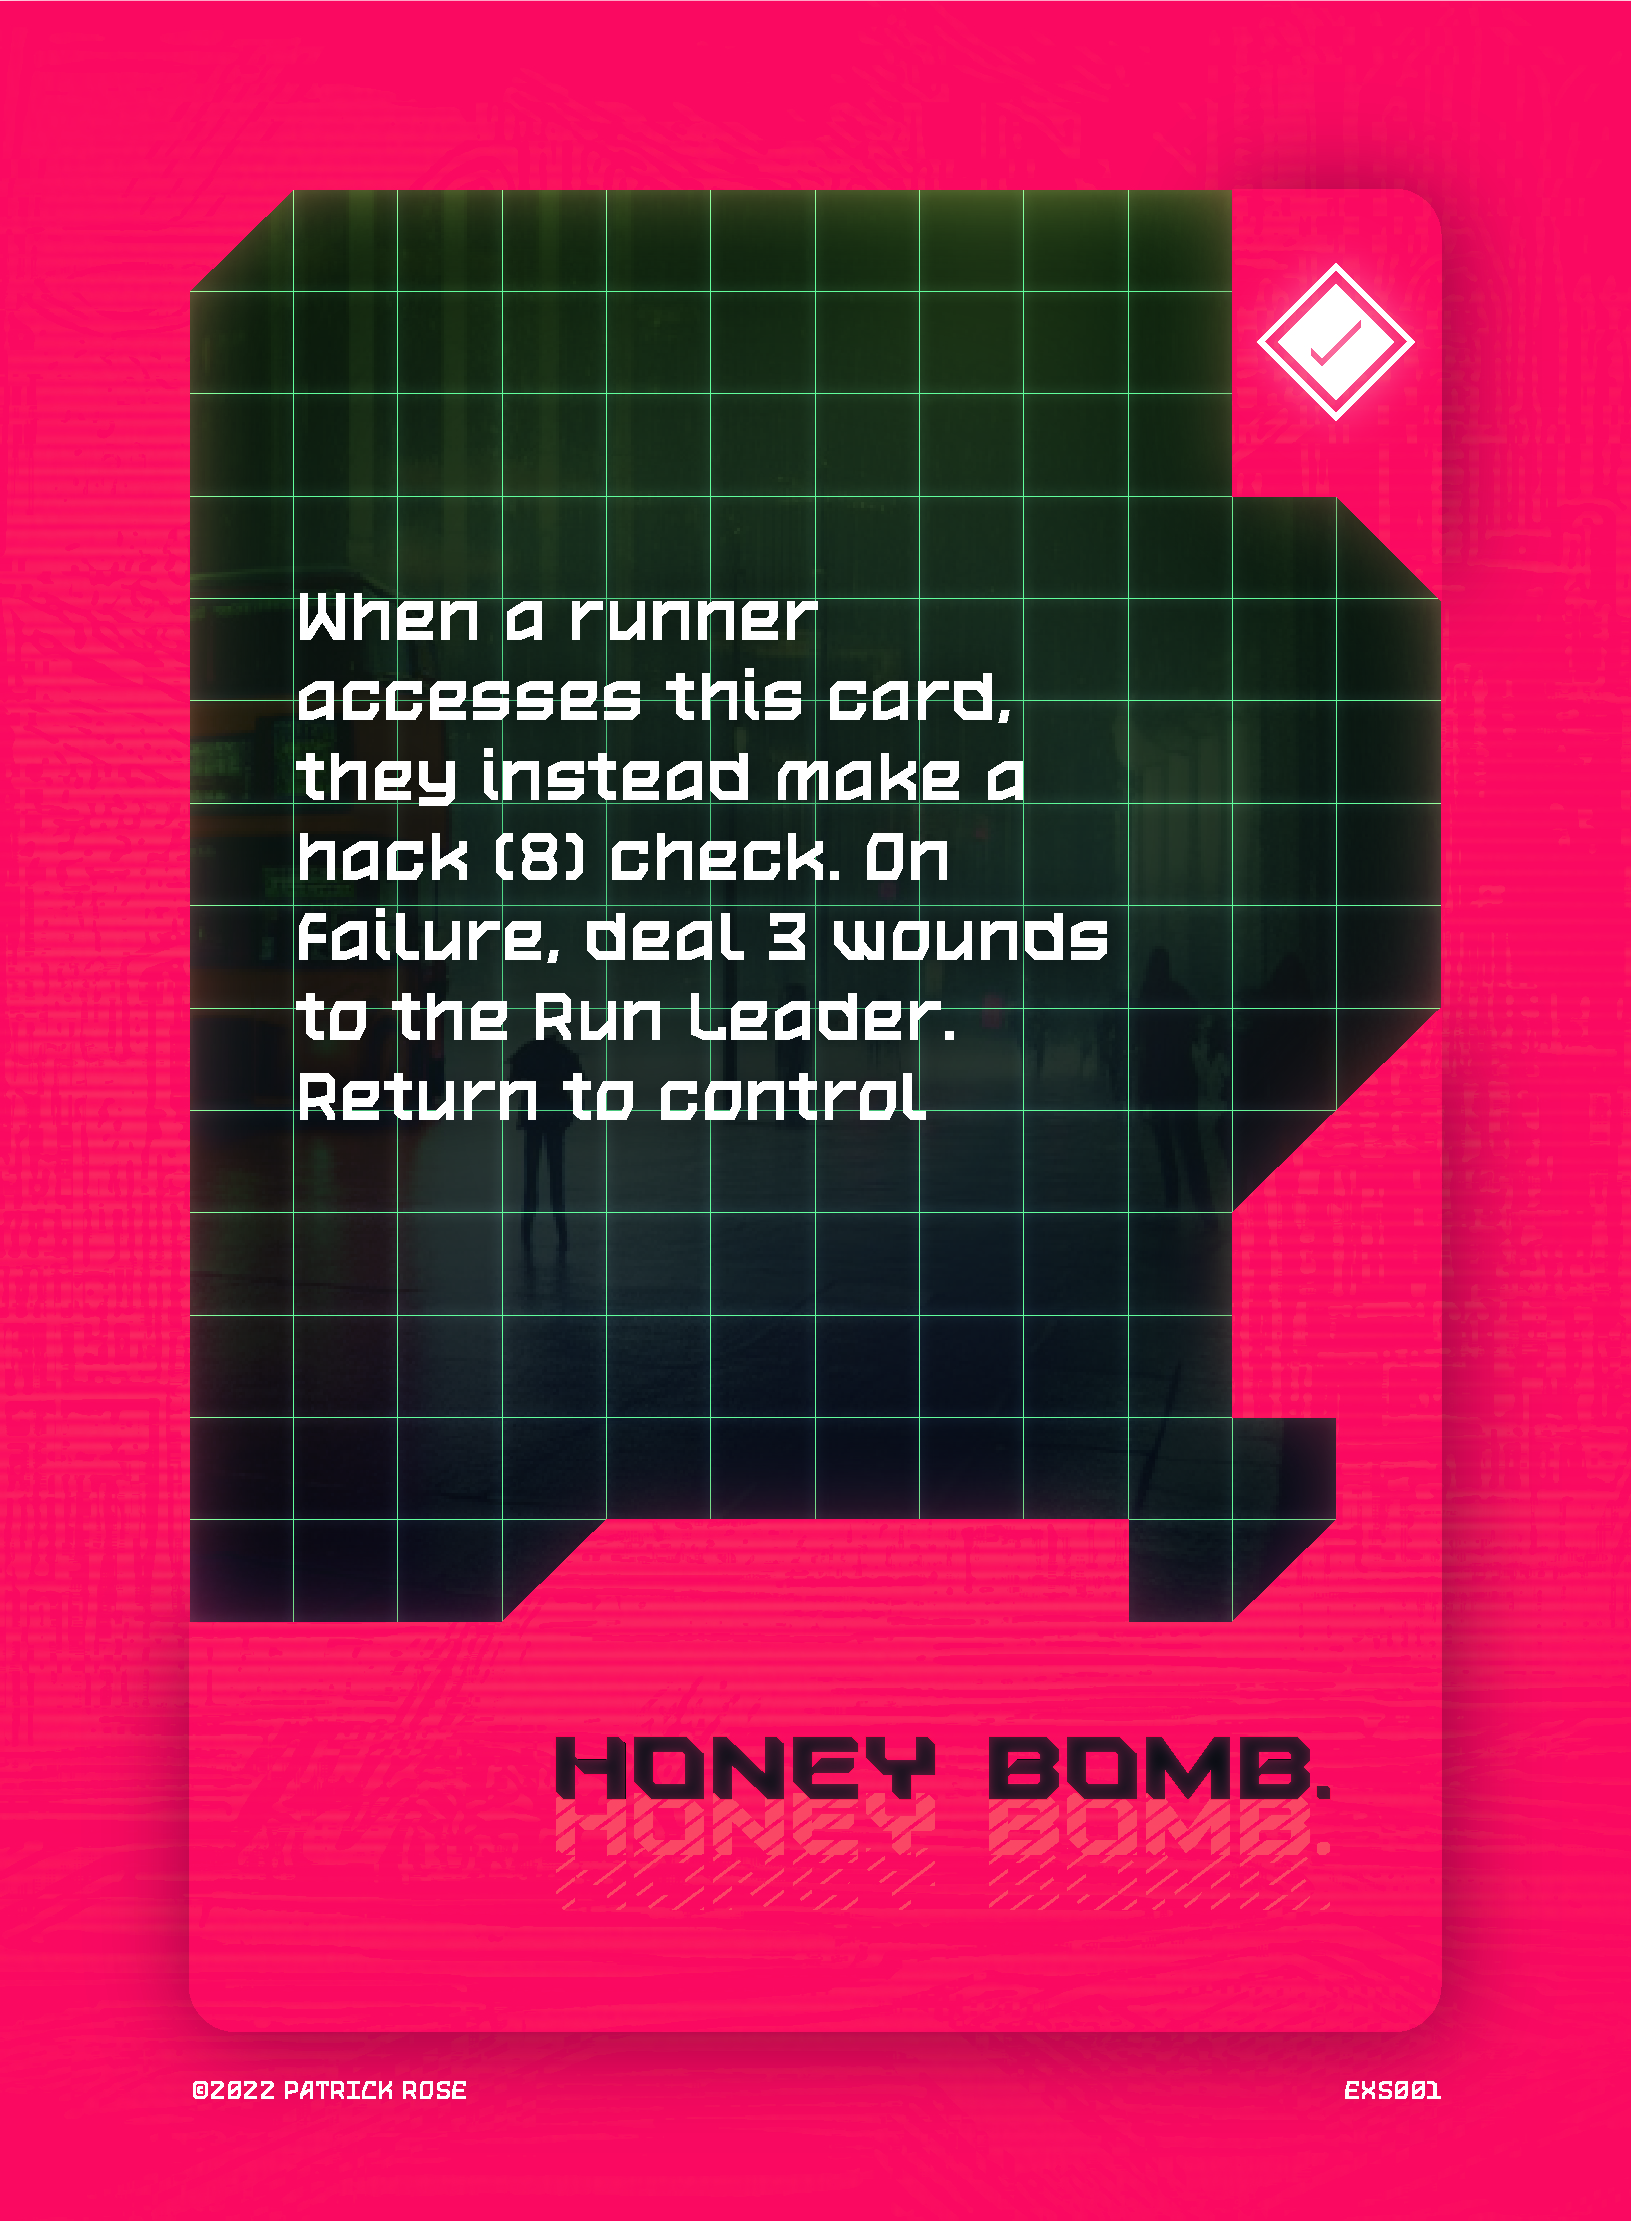 When a runner
accesses this card,
they instead make a
hack (8) check. On
failure, deal 3 wounds
to the Run Leader.
Return to control
HONEY BOMB.
HONEY BOMB.
©2022 PATRICK ROSE
EXS001